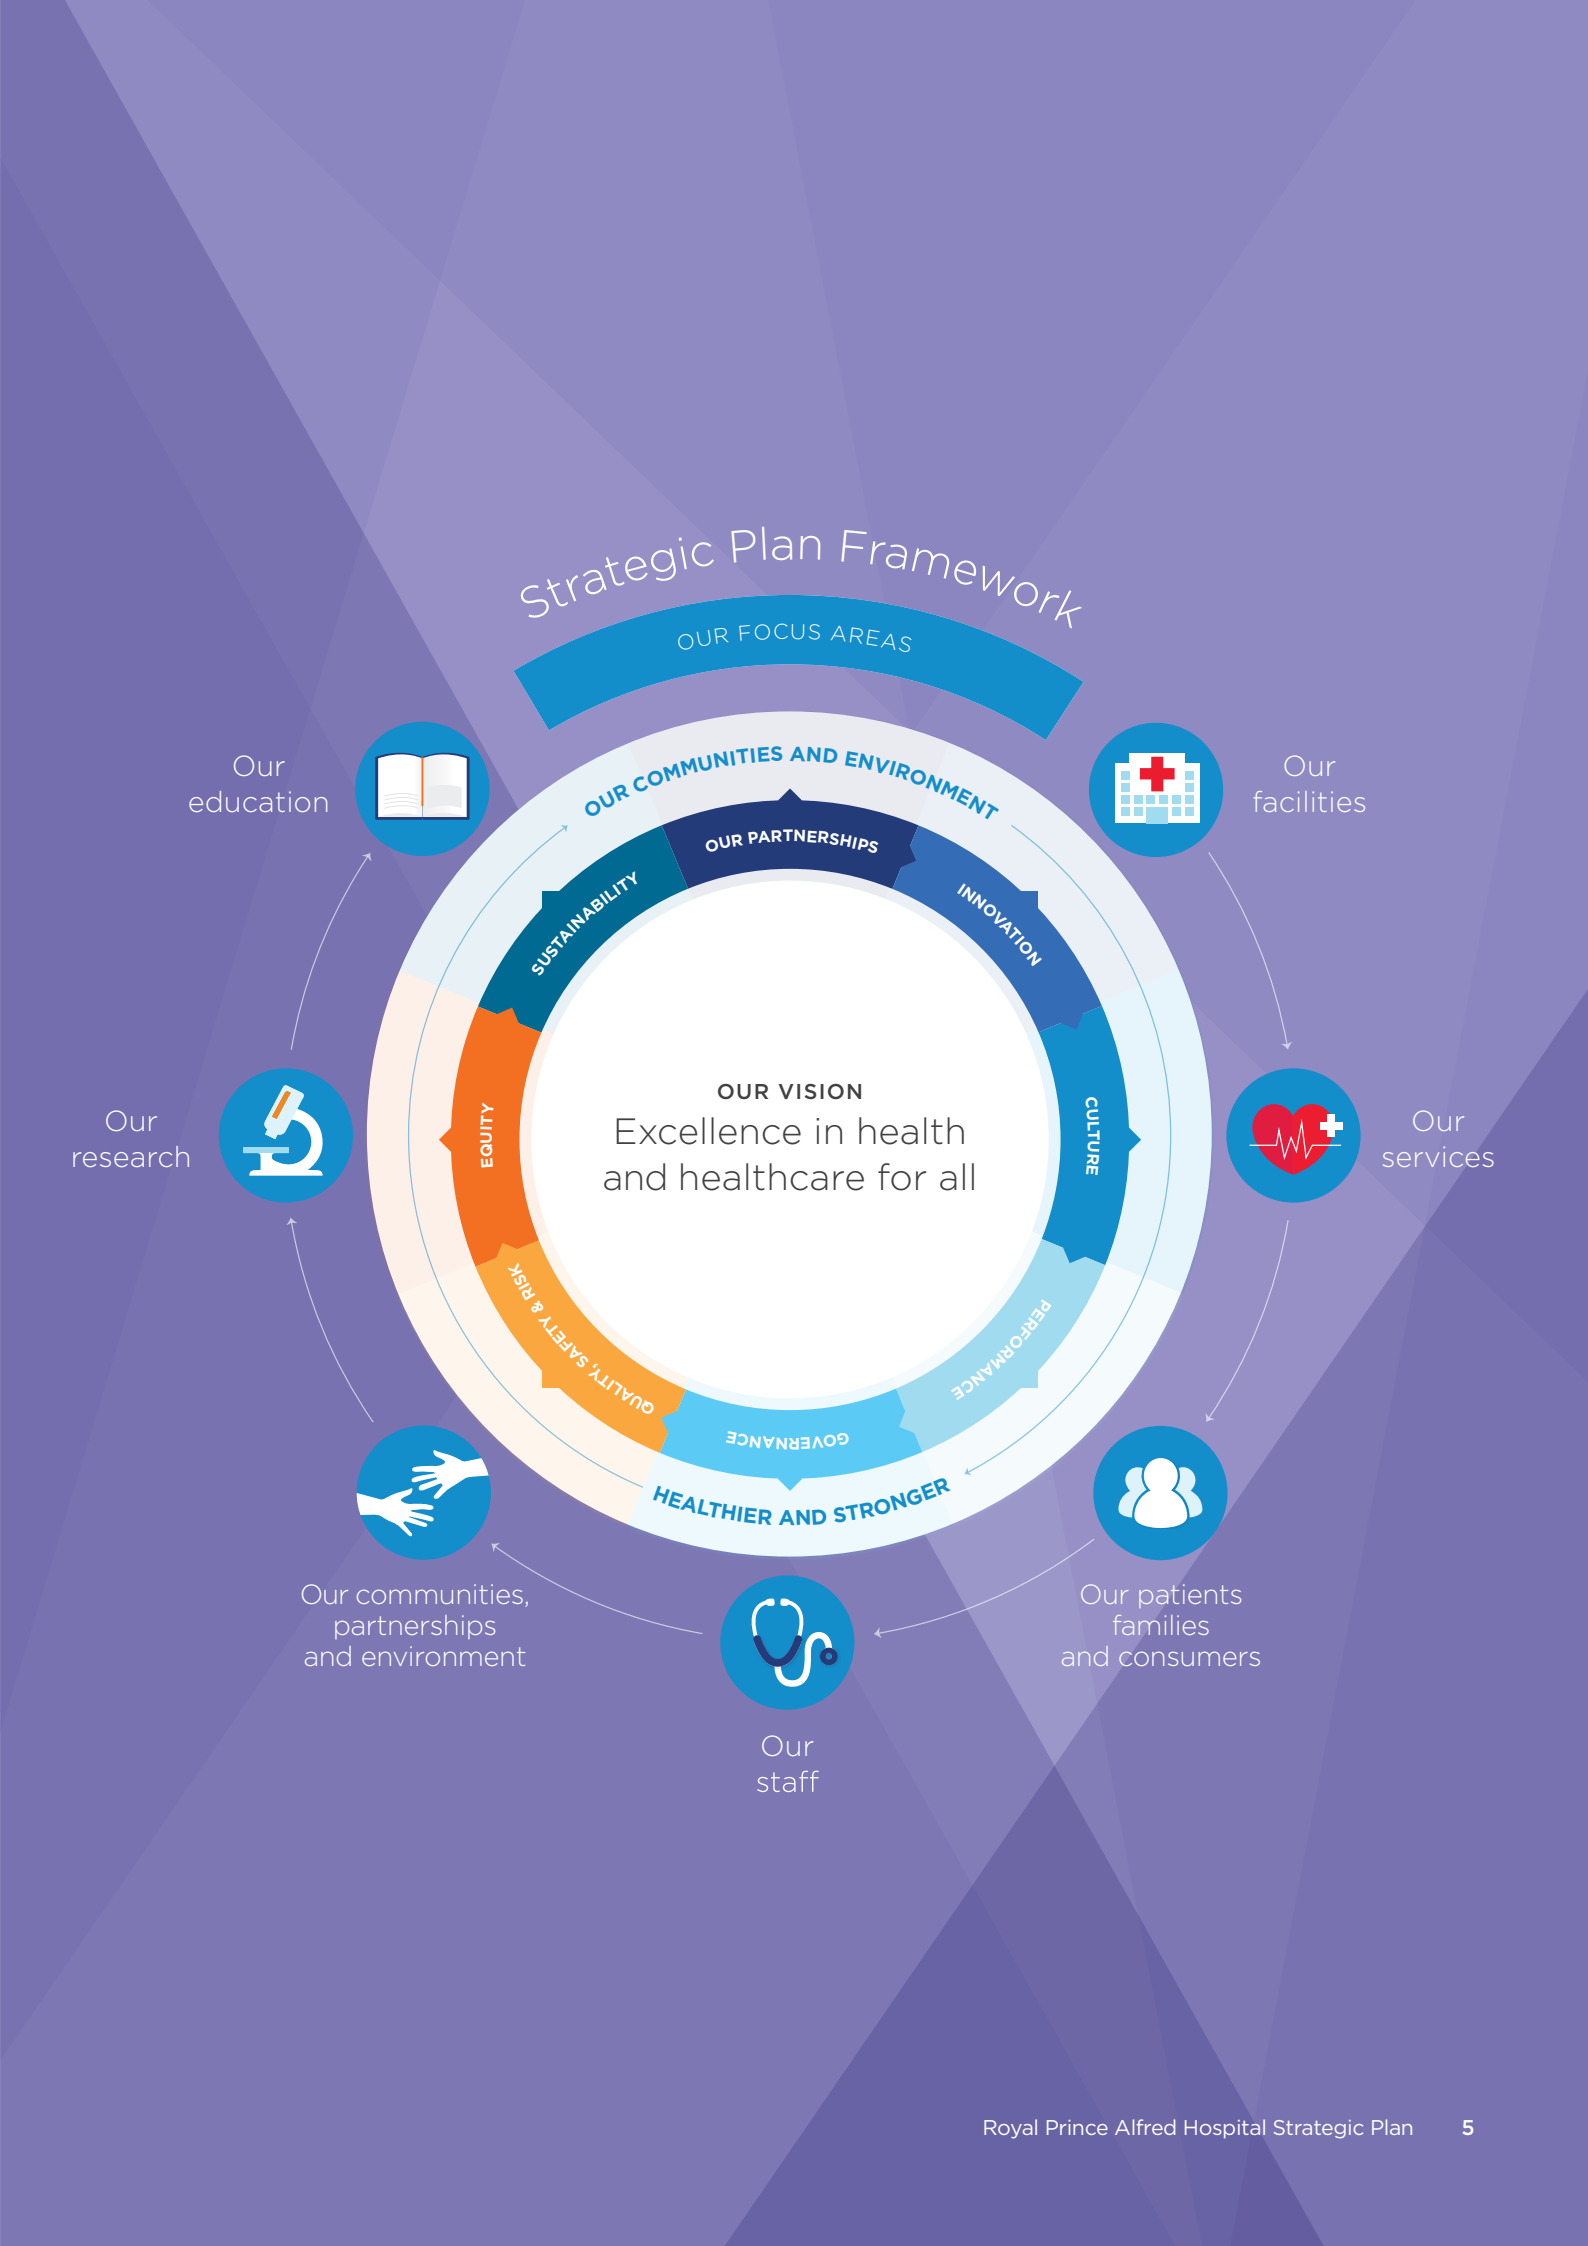 Strategic Plan Framework
OUR FOCUS AREAS
OUR COMMUNITIES AND ENVIRONMENT
OUR PARTNERSHIPS
INNOVATION
CULTURE
PERFORMANCE
GOVERNANCE
QUALITY, SAFETY & RISK
EQUITY
SUSTAINABILITY
HEALTHIER AND STRONGER
OUR VISION
Excellence in health
and healthcare for all
Our
facilities
Our
services
Our patients
families
and consumers
Our
staff
Our communities,
partnerships
and environment
Our
research
Our
education
Royal Prince Alfred Hospital Strategic Plan 5